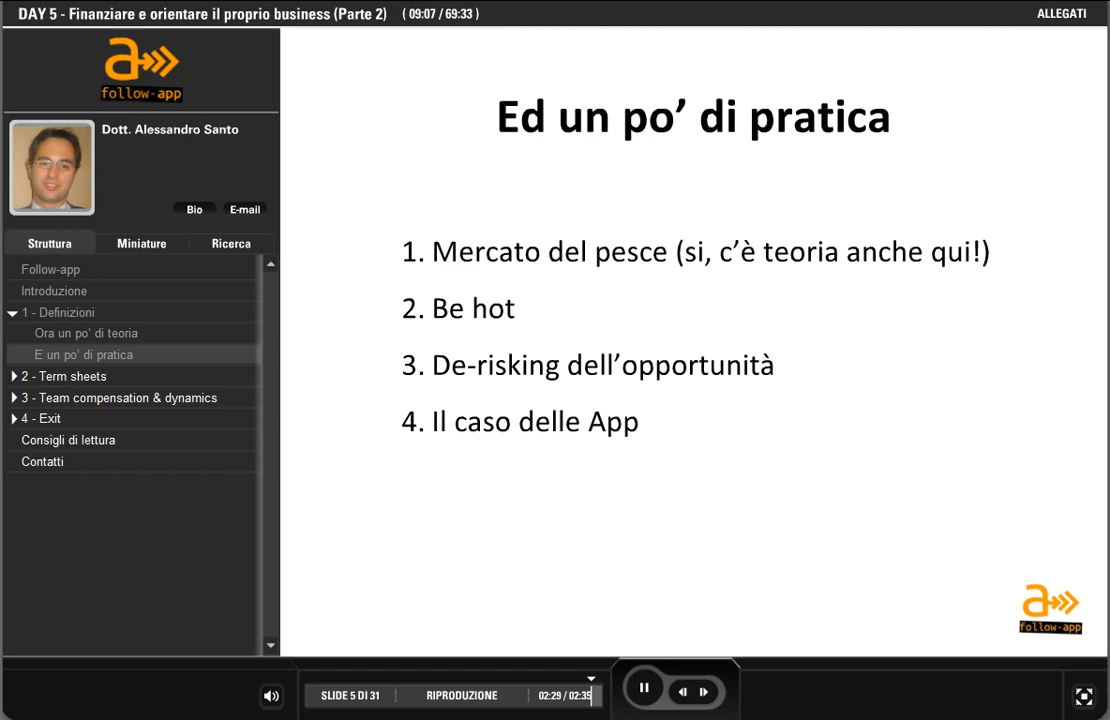 DAY 5 - Finanziare e orientare il proprio business (Parte 2) ( 09:07 / 69:33 )
ALLEGATI
a
follow-app
Dott. Alessandro Santo
Bio
E-mail
Struttura
Miniature
Ricerca
Follow-app
Introduzione
1 - Definizioni
Ora un po' di teoria
E un po' di pratica
2 - Term sheets
3 - Team compensation & dynamics
4 - Exit
Consigli di lettura
Contatti
Ed un po’ di pratica
1. Mercato del pesce (si, c’è teoria anche qui!)
2. Be hot
3. De-risking dell’opportunità
4. Il caso delle App
a
follow-app
SLIDE 5 DI 31
RIPRODUZIONE
02:29 / 02:35